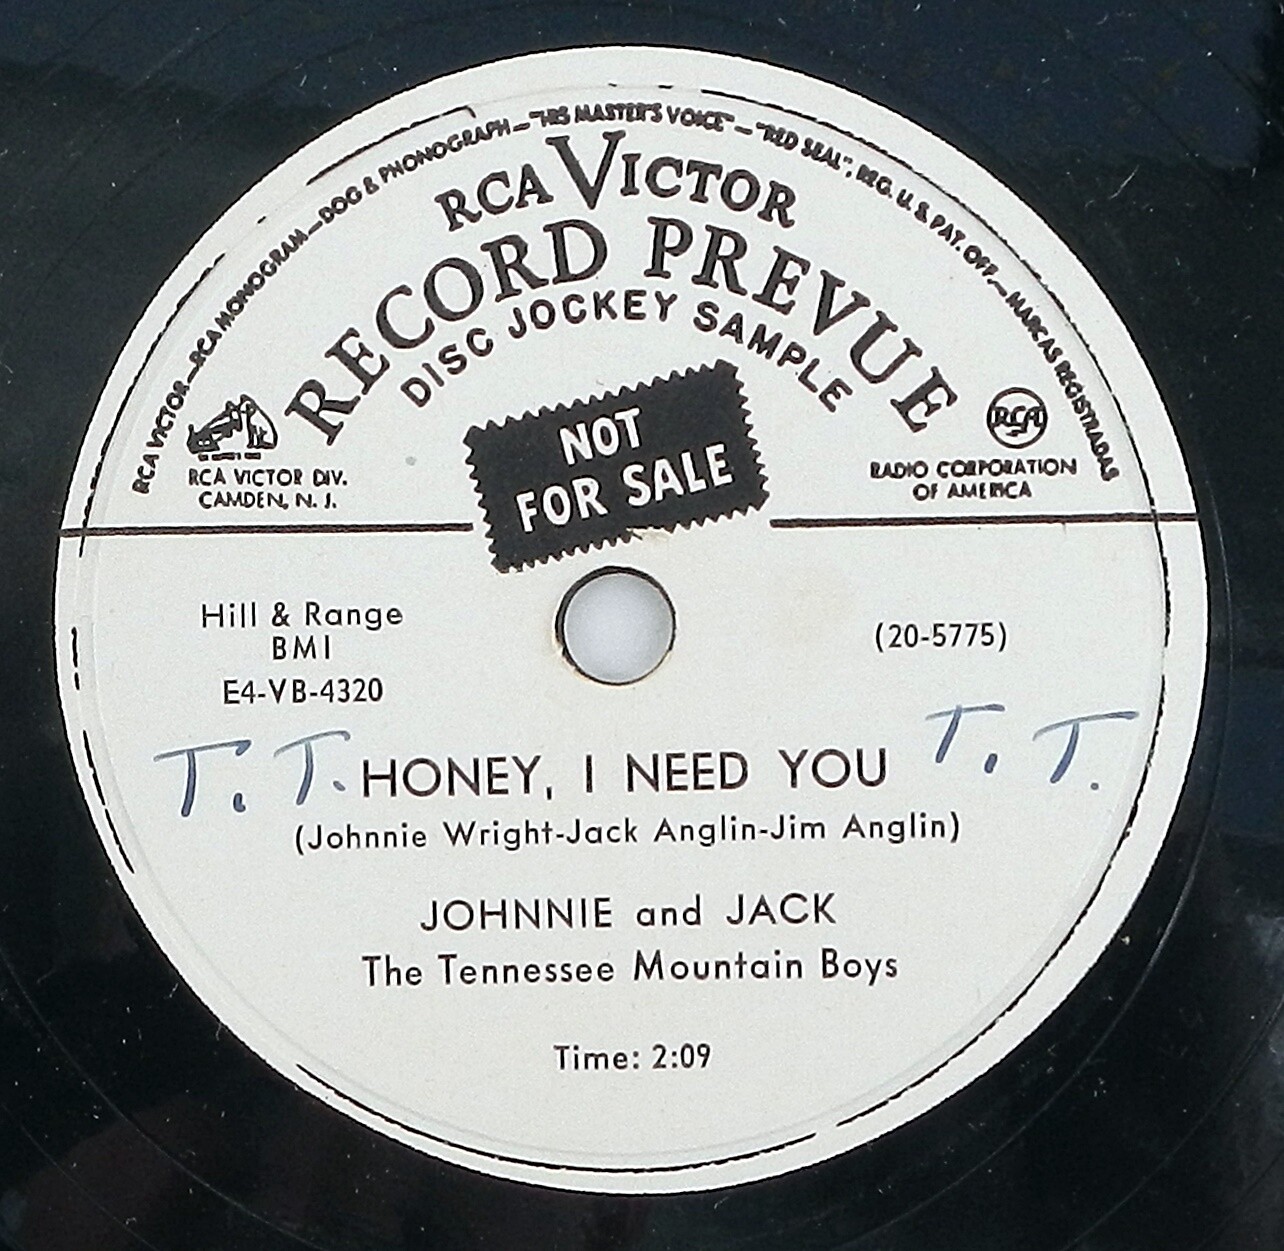 RCA VICTOR—RCA MONOGRAM—DOG & PHONOGRAPH—"HIS MASTER'S VOICE"—"RED SEAL", REG. U. S. PAT. OFF.—MARCAS REGISTRADAS
RCA VICTOR
RECORD PREVUE
DISC JOCKEY SAMPLE
NOT
FOR SALE
RCA VICTOR DIV.
CAMDEN, N. J.
RCA
RADIO CORPORATION
OF AMERICA
Hill & Range
BMI
E4-VB-4320
(20-5775)
T. T. HONEY, I NEED YOU T. T.
(Johnnie Wright-Jack Anglin-Jim Anglin)
JOHNNIE and JACK
The Tennessee Mountain Boys
Time: 2:09